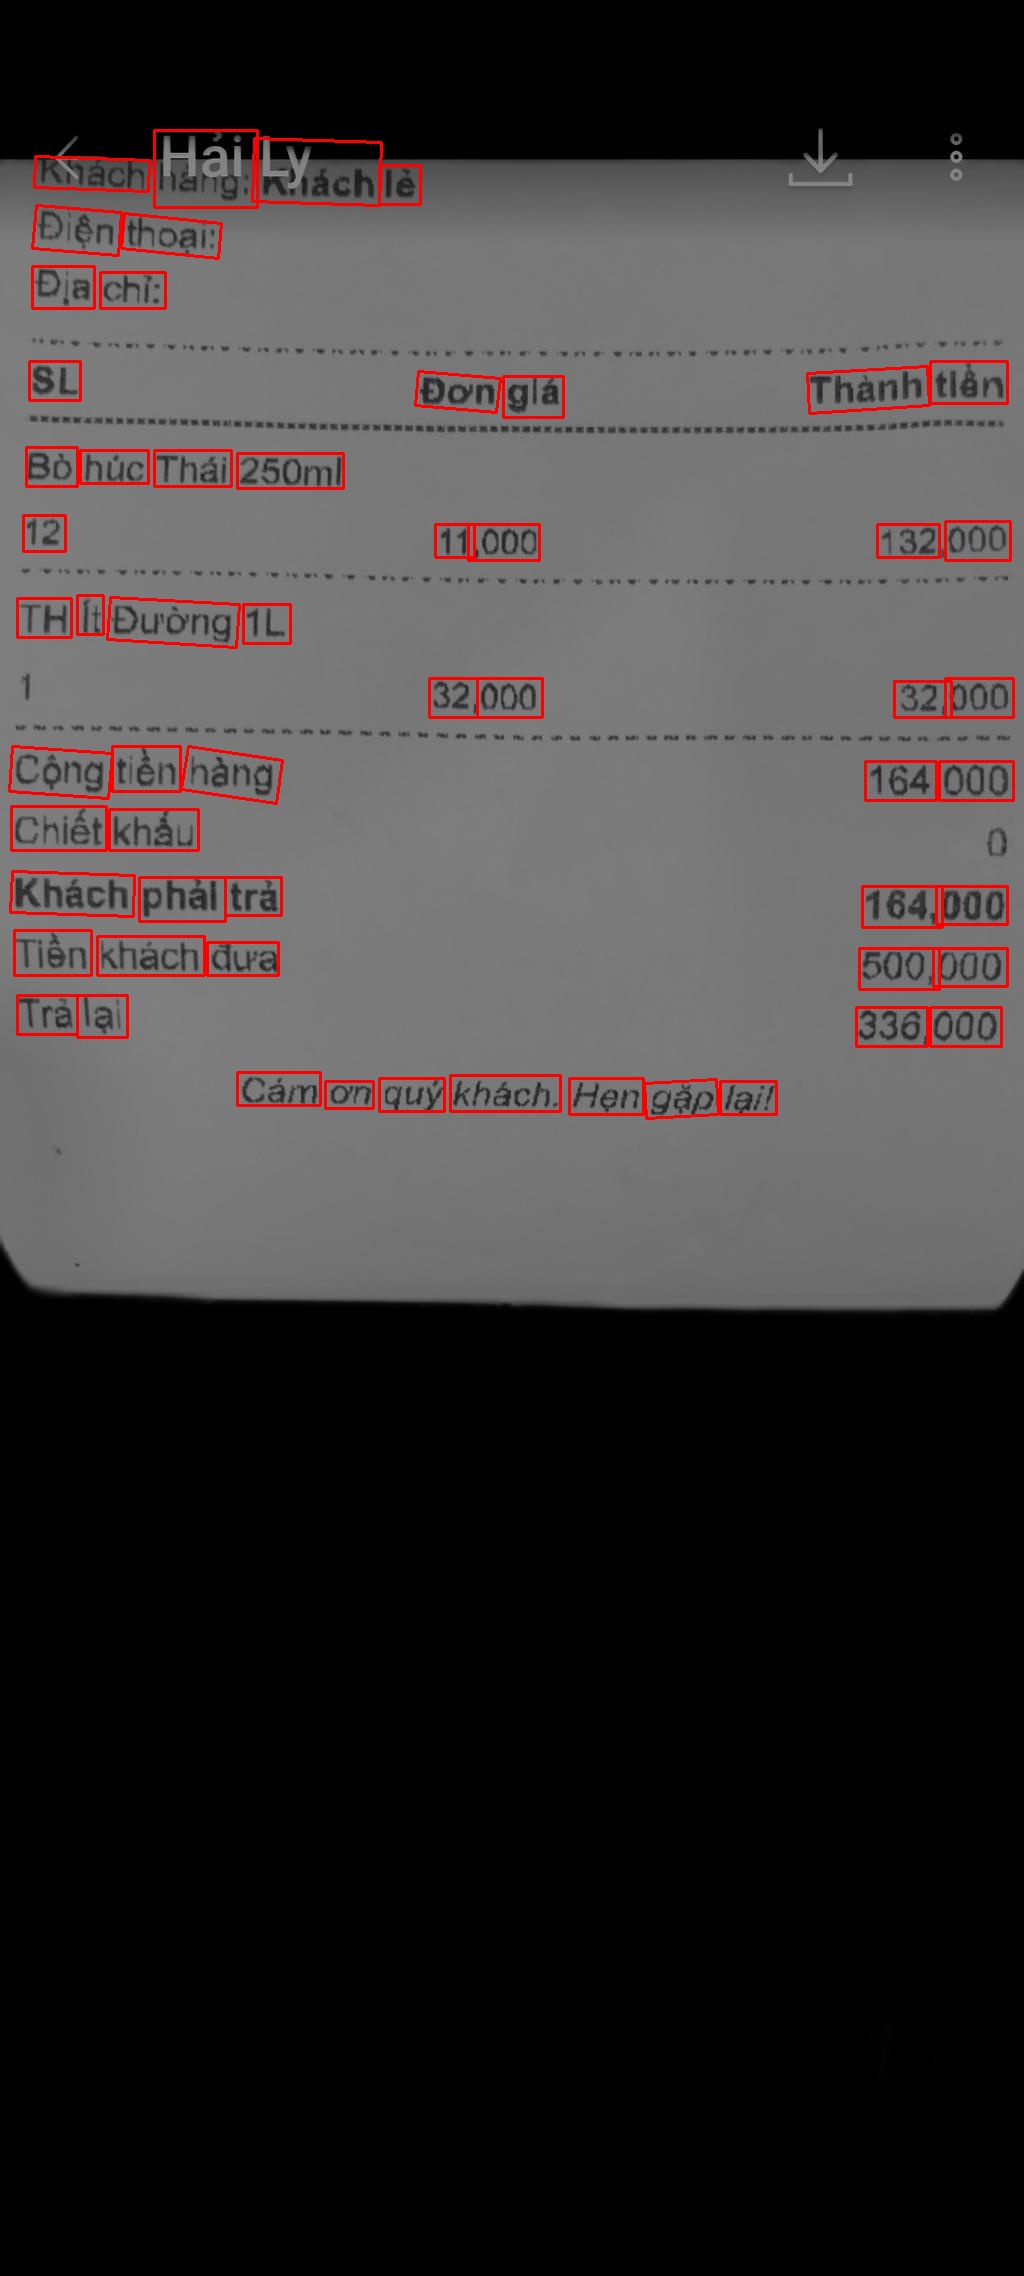 Hải Ly
Khách hàng: Khách lẻ
Điện thoại:
Địa chỉ:
SL Đơn giá Thành tiền
Bò húc Thái 250ml
12 11,000 132,000
TH Ít Đường 1L
1 32,000 32,000
Cộng tiền hàng 164,000
Chiết khấu 0
Khách phải trả 164,000
Tiền khách đưa 500,000
Trả lại 336,000
Cám ơn quý khách. Hẹn gặp lại!